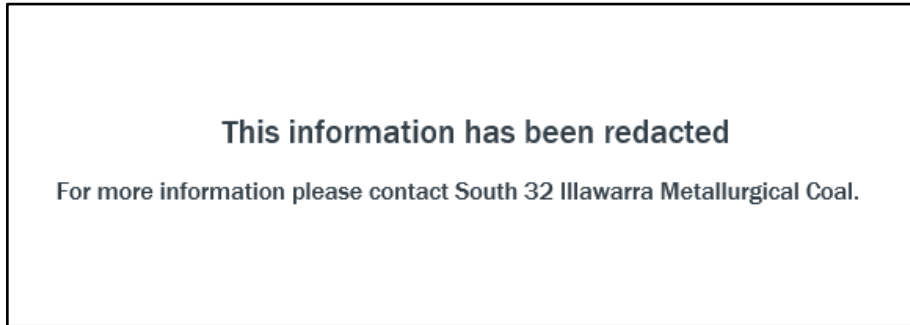 This information has been redacted
For more information please contact South 32 Illawarra Metallurgical Coal.